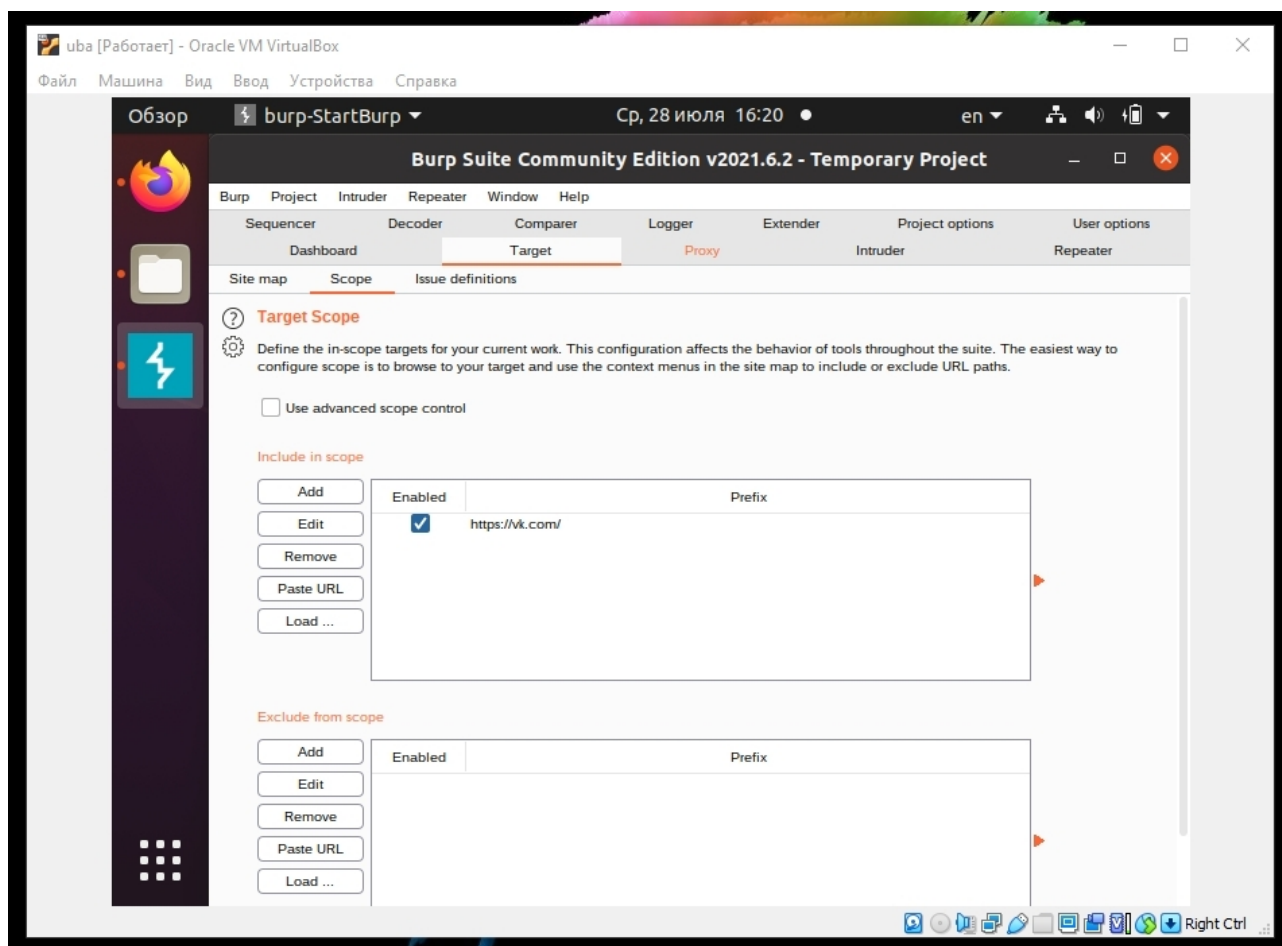 uba [Работает] - Oracle VM VirtualBox
Файл Машина Вид Ввод Устройства Справка
Обзор burp-StartBurp Ср, 28 июля 16:20 en
Burp Suite Community Edition v2021.6.2 - Temporary Project
Burp Project Intruder Repeater Window Help
Sequencer Decoder Comparer Logger Extender Project options User options
Dashboard Target Proxy Intruder Repeater
Site map Scope Issue definitions
? Target Scope
Define the in-scope targets for your current work. This configuration affects the behavior of tools throughout the suite. The easiest way to
configure scope is to browse to your target and use the context menus in the site map to include or exclude URL paths.
Use advanced scope control
Include in scope
Add
Enabled Prefix
Edit
https://vk.com/
Remove
Paste URL
Load ...
Exclude from scope
Add
Enabled Prefix
Edit
Remove
Paste URL
Load ...
Right Ctrl